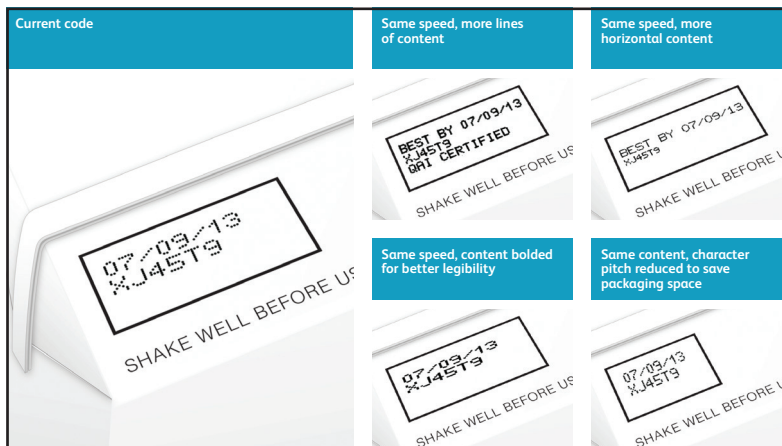 Current code
07/09/13
XJ45T9
SHAKE WELL BEFORE US
Same speed, more lines
of content
BEST BY 07/09/13
XJ45T9
QAI CERTIFIED
SHAKE WELL BEFORE US
Same speed, more
horizontal content
BEST BY 07/09/13
XJ45T9
SHAKE WELL BEFORE U
Same speed, content bolded
for better legibility
07/09/13
XJ45T9
SHAKE WELL BEFORE US
Same content, character
pitch reduced to save
packaging space
07/09/13
XJ45T9
SHAKE WELL BEFORE U